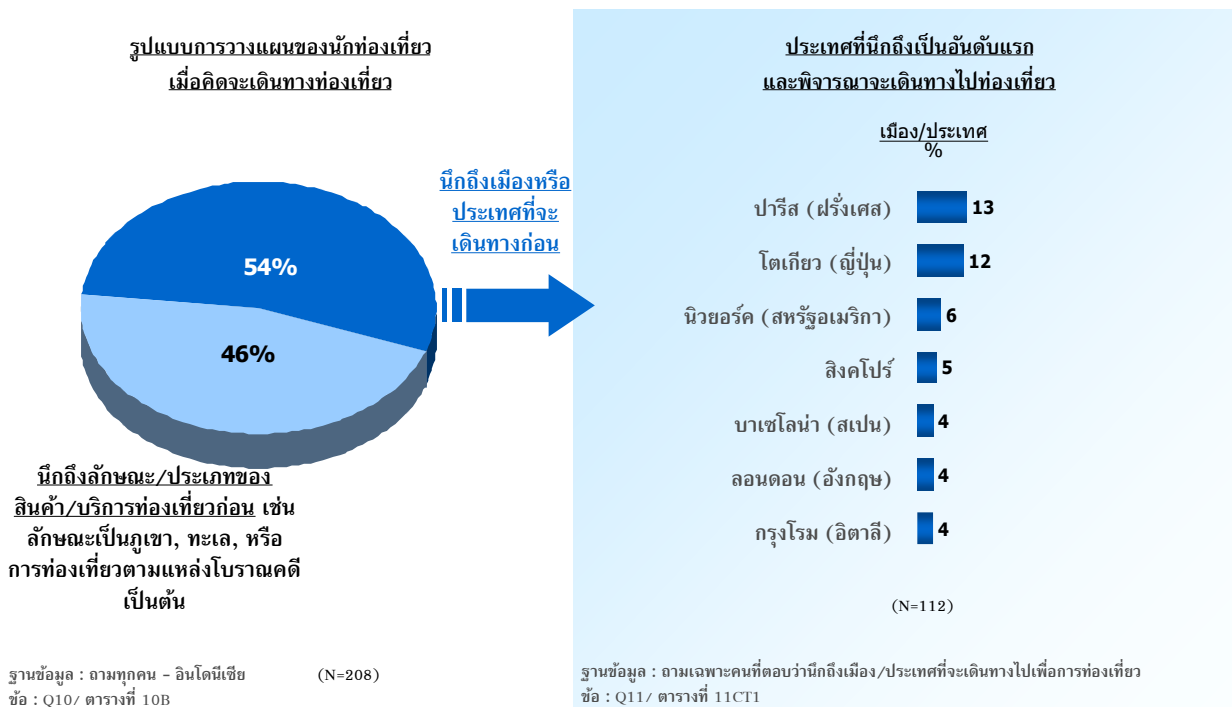 รูปแบบการวางแผนของนักท่องเที่ยว
เมื่อคิดจะเดินทางท่องเที่ยว
54%
46%
นึกถึงเมืองหรือ
ประเทศที่จะ
เดินทางก่อน
นึกถึงลักษณะ/ประเภทของ
สินค้า/บริการท่องเที่ยวก่อน เช่น
ลักษณะเป็นภูเขา, ทะเล, หรือ
การท่องเที่ยวตามแหล่งโบราณคดี
เป็นต้น
ฐานข้อมูล : ถามทุกคน – อินโดนีเซีย (N=208)
ข้อ : Q10/ ตารางที่ 10B
ประเทศที่นึกถึงเป็นอันดับแรก
และพิจารณาจะเดินทางไปท่องเที่ยว
เมือง/ประเทศ
%
ปารีส (ฝรั่งเศส) 13
โตเกียว (ญี่ปุ่น) 12
นิวยอร์ค (สหรัฐอเมริกา) 6
สิงคโปร์ 5
บาเซโลน่า (สเปน) 4
ลอนดอน (อังกฤษ) 4
กรุงโรม (อิตาลี) 4
(N=112)
ฐานข้อมูล : ถามเฉพาะคนที่ตอบว่านึกถึงเมือง/ประเทศที่จะเดินทางไปเพื่อการท่องเที่ยว
ข้อ : Q11/ ตารางที่ 11CT1